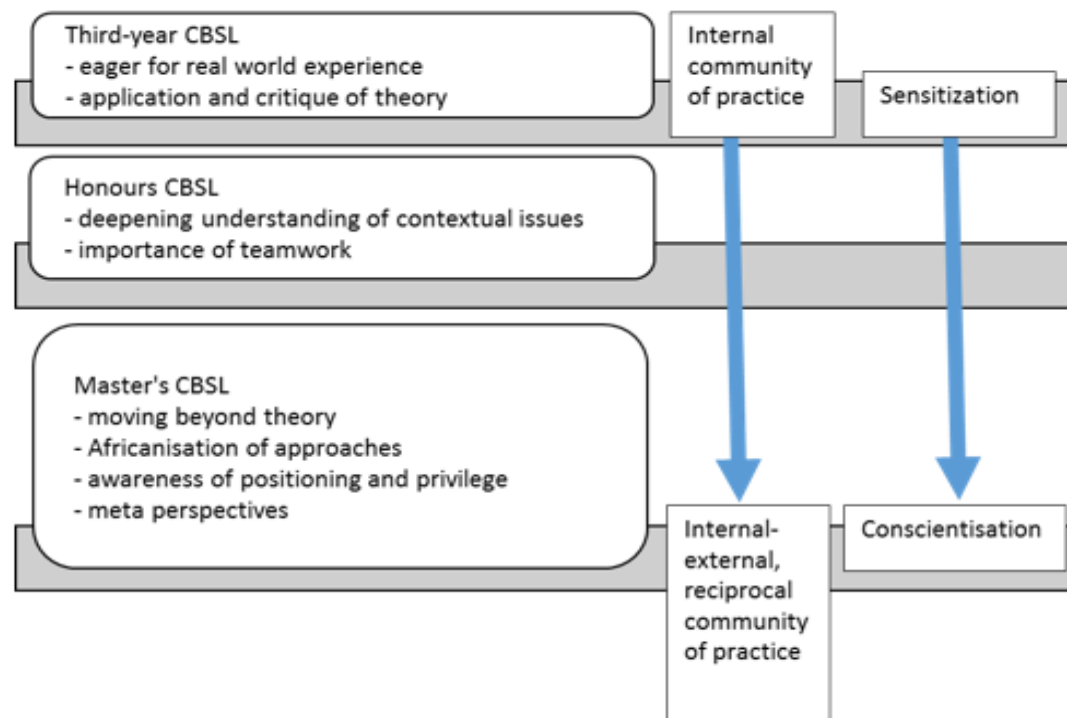 Third-year CBSL
- eager for real world experience
- application and critique of theory
Internal
community
of practice
Sensitization
Honours CBSL
- deepening understanding of contextual issues
- importance of teamwork
Master's CBSL
- moving beyond theory
- Africanisation of approaches
- awareness of positioning and privilege
- meta perspectives
Internal-
external,
reciprocal
community
of practice
Conscientisation